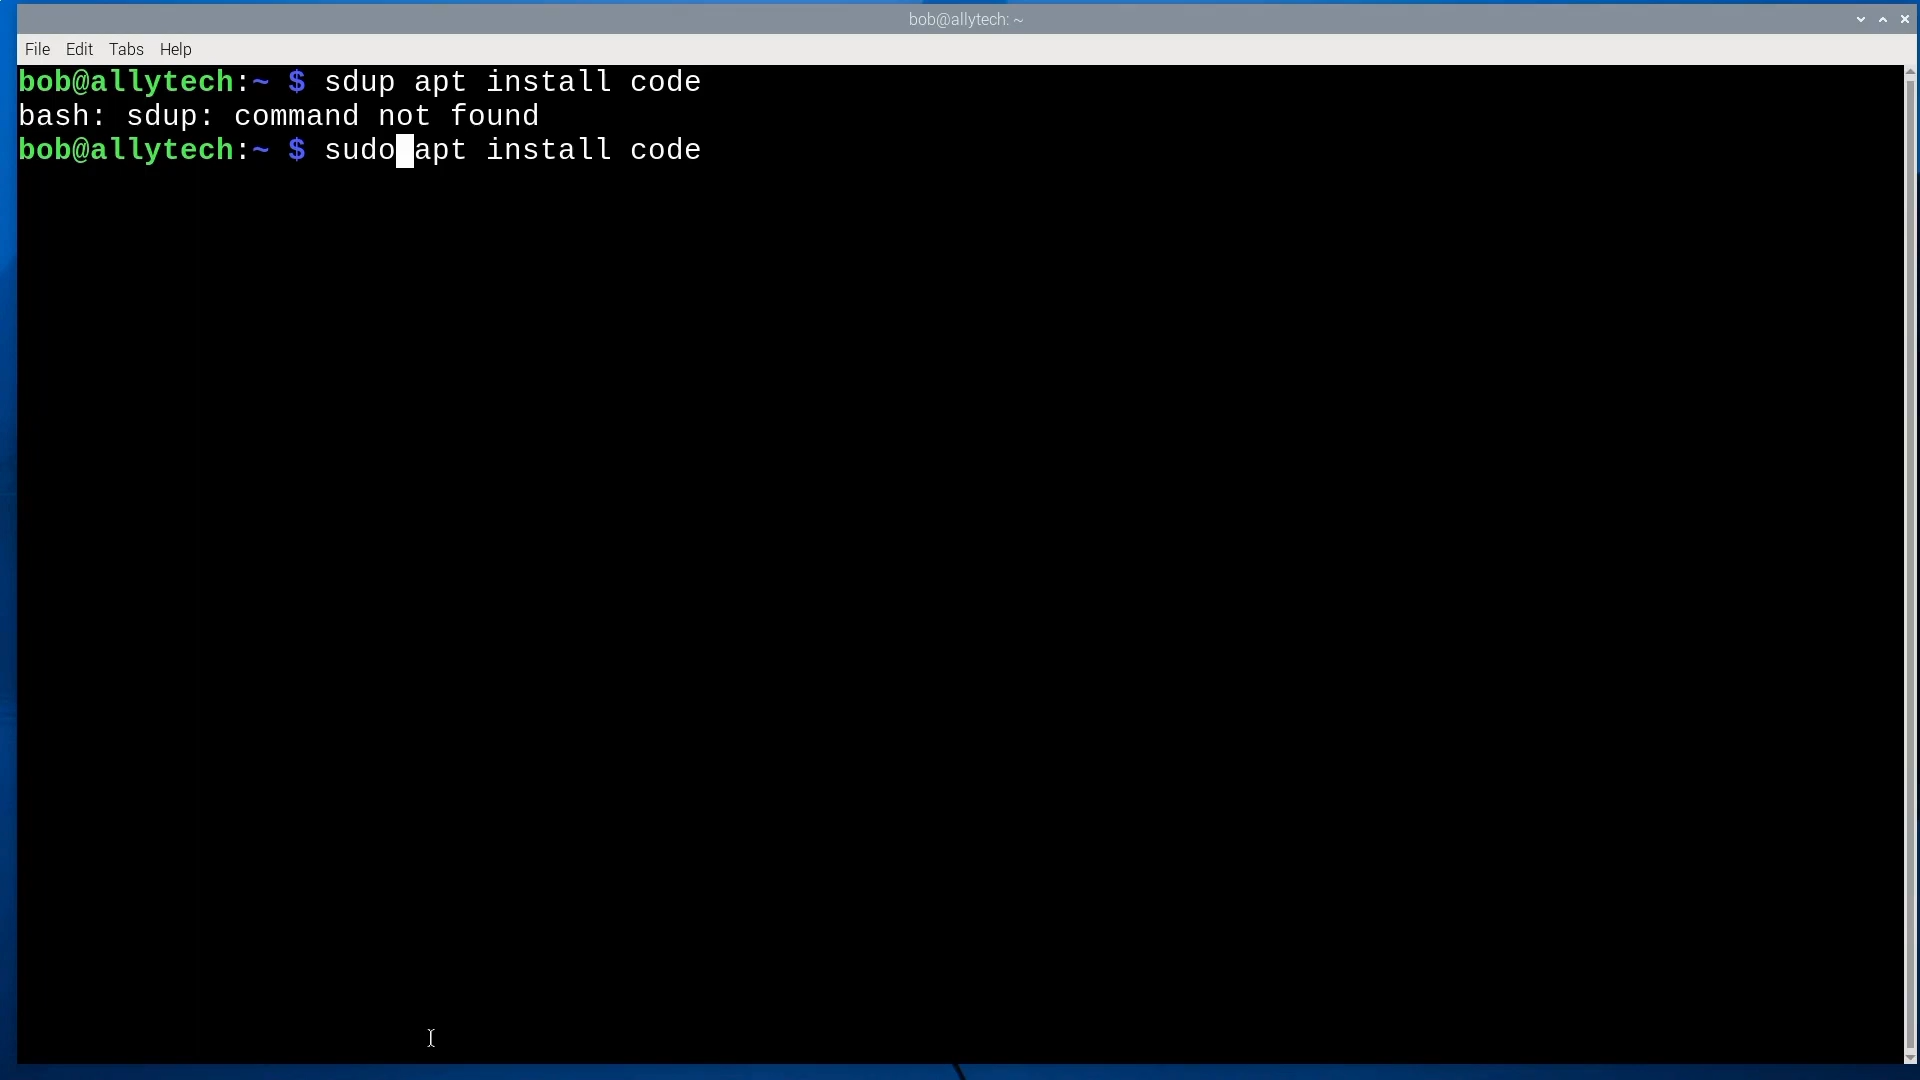 bob@allytech: ~
File Edit Tabs Help
bob@allytech:~ $ sdup apt install code
bash: sdup: command not found
bob@allytech:~ $ sudo apt install code